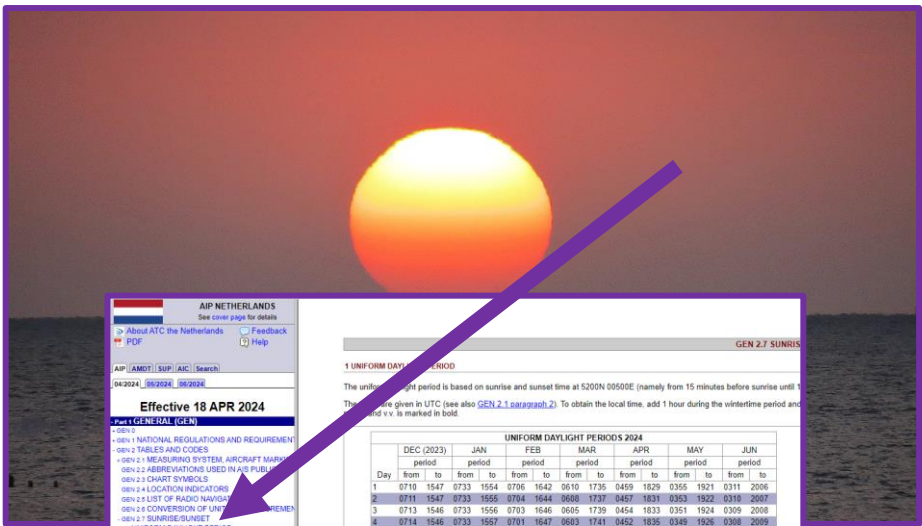 AIP NETHERLANDS
See cover page for details
About ATC the Netherlands Feedback
PDF Help
AIP AMDT SUP AIC Search
04/2024 05/2024 06/2024
Effective 18 APR 2024
- Part 1 GENERAL (GEN)
+ GEN 0
+ GEN 1 NATIONAL REGULATIONS AND REQUIREMENT
- GEN 2 TABLES AND CODES
+ GEN 2.1 MEASURING SYSTEM, AIRCRAFT MARKI
GEN 2.2 ABBREVIATIONS USED IN AIS PUBLI
GEN 2.3 CHART SYMBOLS
GEN 2.4 LOCATION INDICATORS
GEN 2.5 LIST OF RADIO NAVIGAT
GEN 2.6 CONVERSION OF UNIT REMEN
- GEN 2.7 SUNRISE/SUNSET
GEN 2.7 SUNRIS
1 UNIFORM DAYLIGHT PERIOD
The uniform light period is based on sunrise and sunset time at 5200N 00500E (namely from 15 minutes before sunrise until 1
The are given in UTC (see also GEN 2.1 paragraph 2). To obtain the local time, add 1 hour during the wintertime period and
and v.v. is marked in bold.
UNIFORM DAYLIGHT PERIODS 2024
DEC (2023) JAN FEB MAR APR MAY JUN
period period period period period period period
Day from to from to from to from to from to from to from to
1 0710 1547 0733 1554 0706 1642 0610 1735 0459 1829 0355 1921 0311 2006
2 0711 1547 0733 1555 0704 1644 0608 1737 0457 1831 0353 1922 0310 2007
3 0713 1546 0733 1556 0703 1646 0605 1739 0454 1833 0351 1924 0309 2008
4 0714 1546 0733 1557 0701 1647 0603 1741 0452 1835 0349 1926 0308 2009